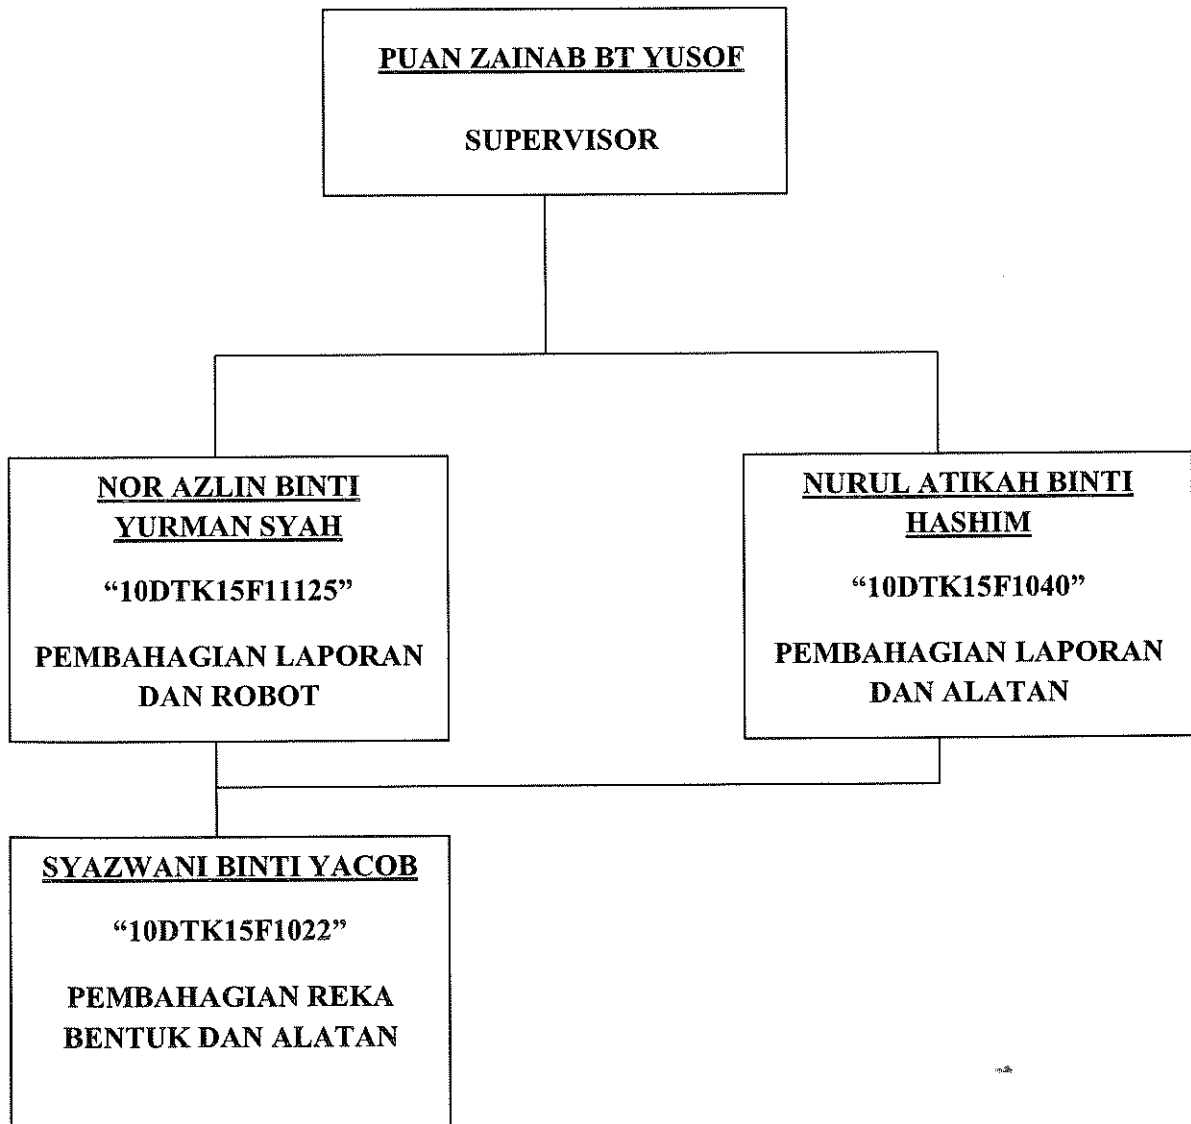 PUAN ZAINAB BT YUSOF
SUPERVISOR
NOR AZLIN BINTI
YURMAN SYAH
“10DTK15F11125”
PEMBAHAGIAN LAPORAN
DAN ROBOT
NURUL ATIKAH BINTI
HASHIM
“10DTK15F1040”
PEMBAHAGIAN LAPORAN
DAN ALATAN
SYAZWANI BINTI YACOB
“10DTK15F1022”
PEMBAHAGIAN REKA
BENTUK DAN ALATAN